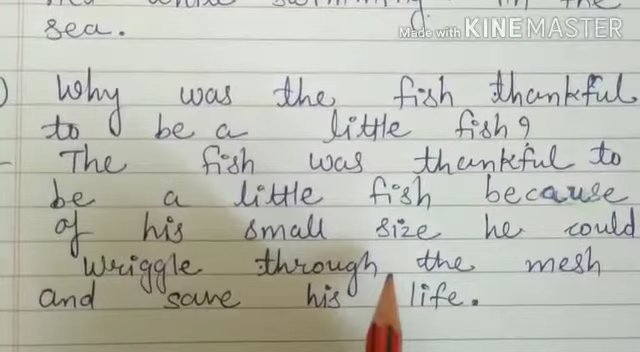 sea.
Made with KINEMASTER
Why was the fish thankful
to be a little fish?
The fish was thankful to
be a little fish because
of his small size he could
wriggle through the mesh
and save his life.